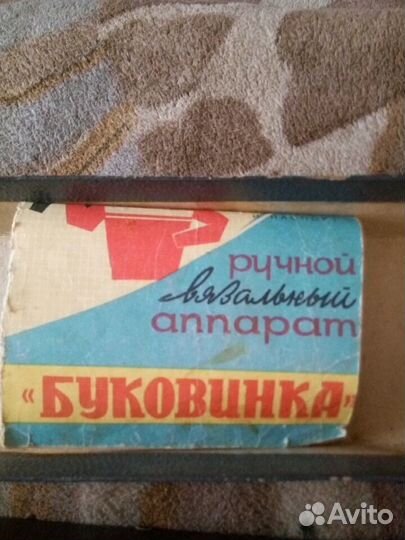 ручной
вязальный
аппарат
«БУКОВИНКА»
Avito